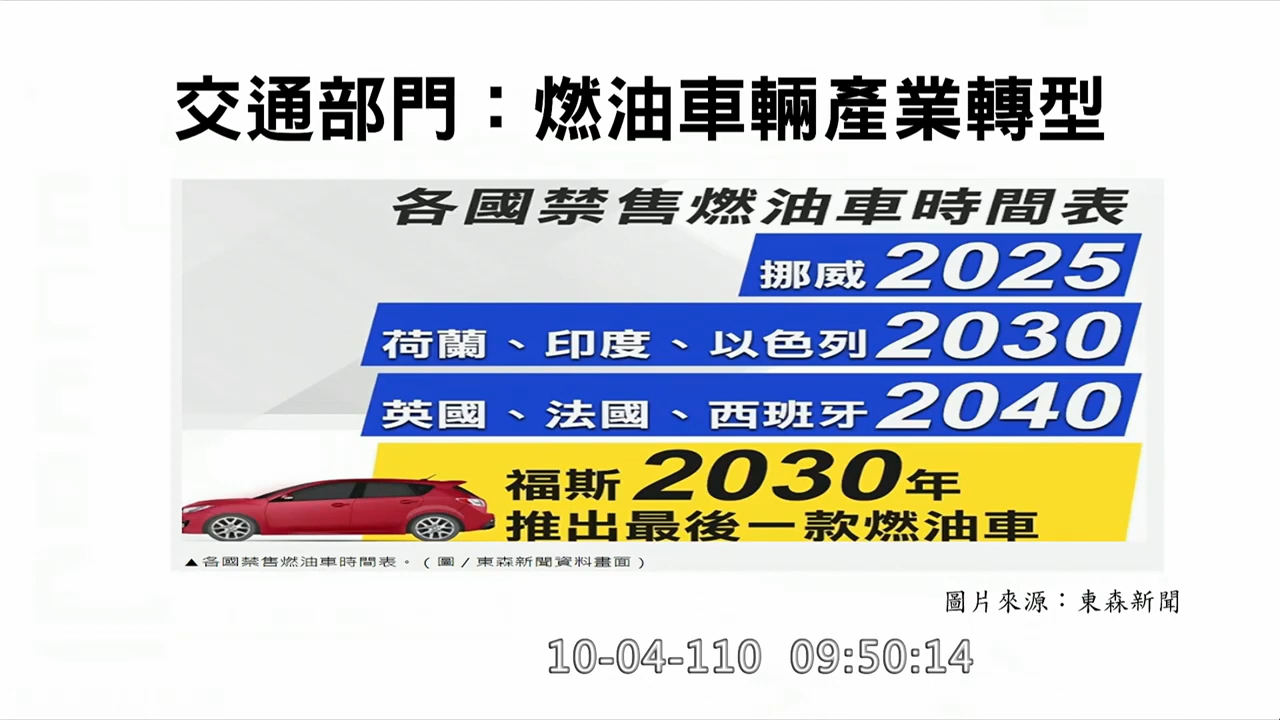 交通部門：燃油車輛產業轉型
各國禁售燃油車時間表
挪威 2025
荷蘭、印度、以色列 2030
英國、法國、西班牙 2040
福斯 2030年
推出最後一款燃油車
▲各國禁售燃油車時間表。（圖／東森新聞資料畫面）
圖片來源：東森新聞
10-04-110 09:50:14